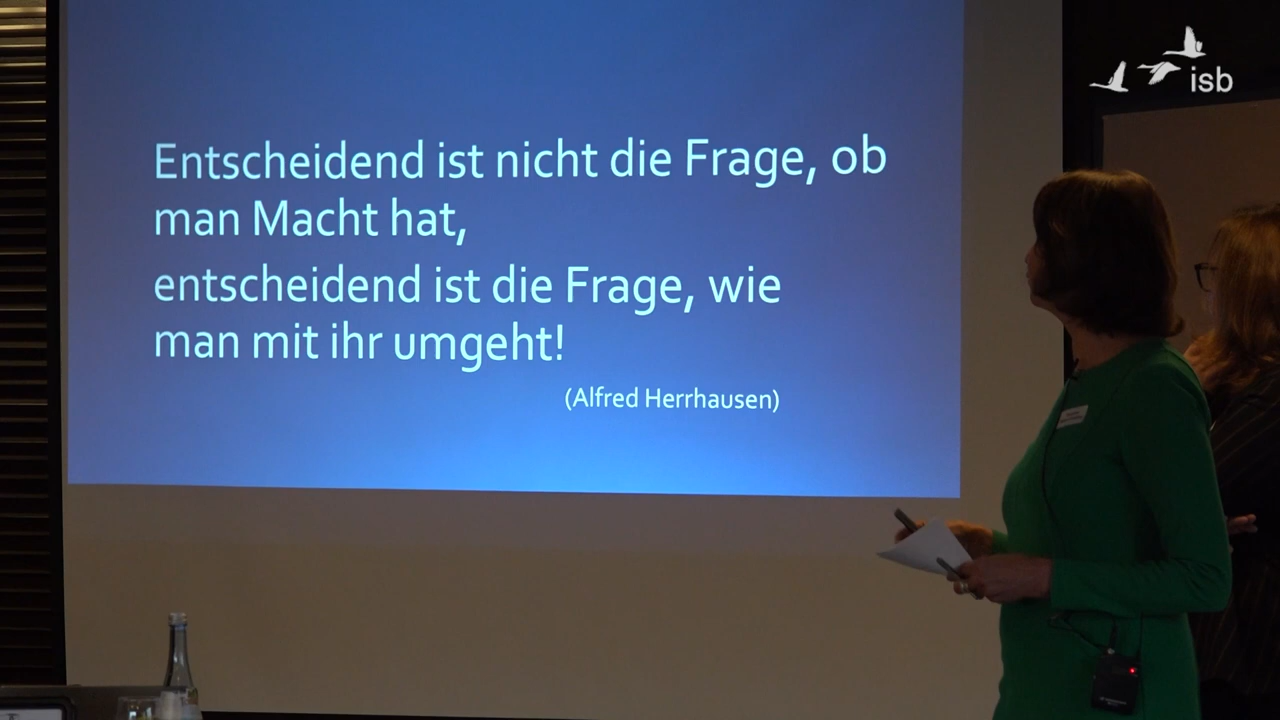 isb
Entscheidend ist nicht die Frage, ob
man Macht hat,
entscheidend ist die Frage, wie
man mit ihr umgeht!
(Alfred Herrhausen)